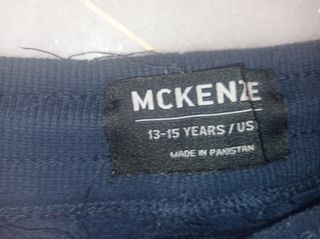 MCKENZIE
13-15 YEARS / US
MADE IN PAKISTAN